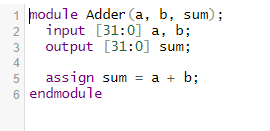 1 module Adder(a, b, sum);
2   input [31:0] a, b;
3   output [31:0] sum;
4
5   assign sum = a + b;
6 endmodule